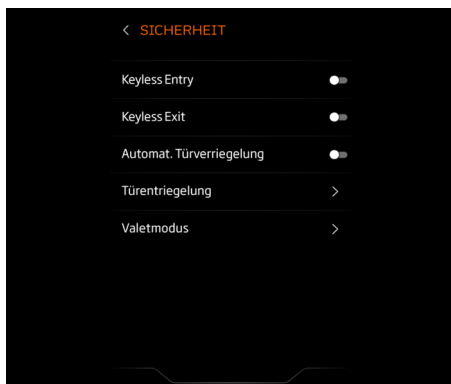 SICHERHEIT
Keyless Entry
Keyless Exit
Automat. Türverriegelung
Türentriegelung
Valetmodus